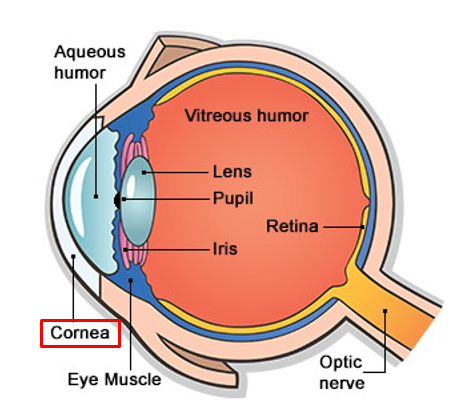 Aqueous
humor
Vitreous humor
Lens
Pupil
Retina
Iris
Cornea
Eye Muscle
Optic
nerve